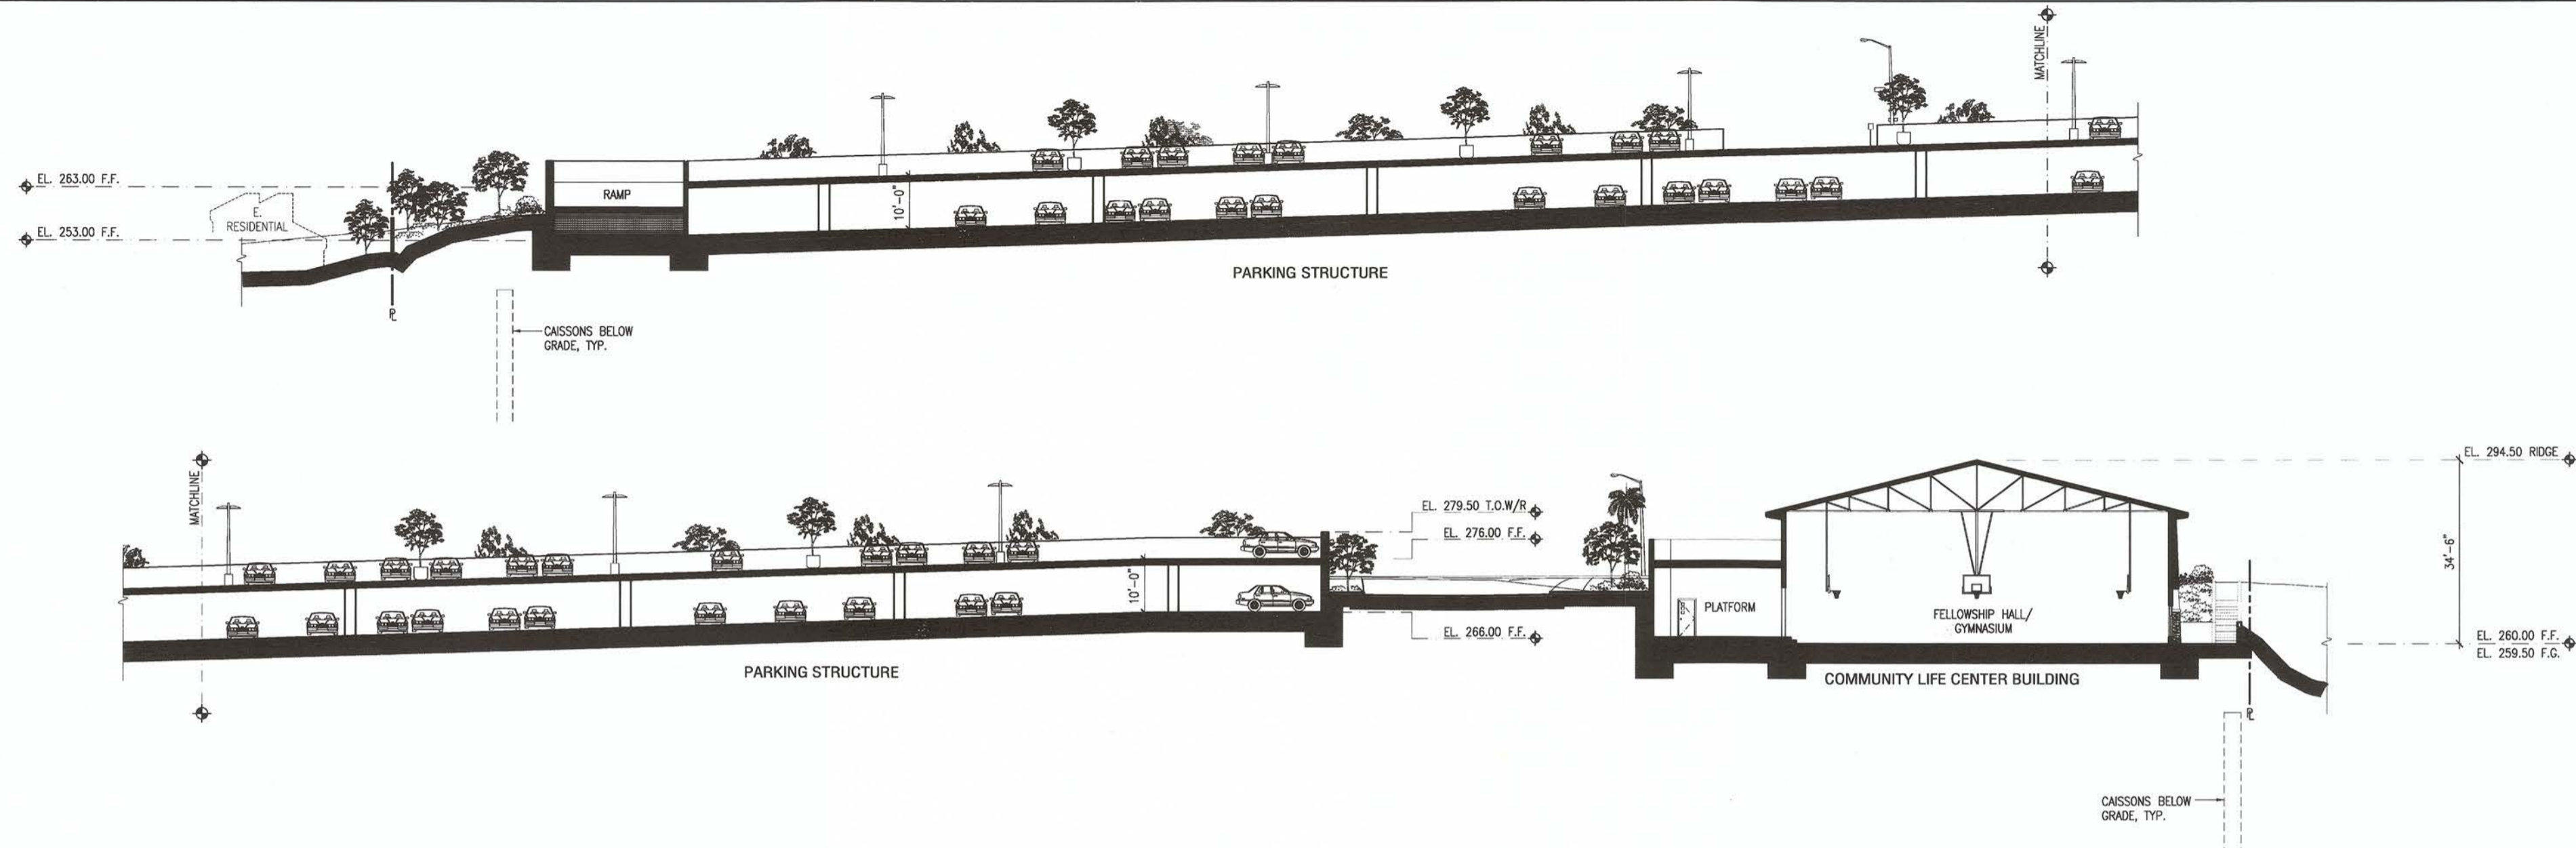 MATCHLINE
EL. 263.00 F.F.
RAMP
10'-0"
E.
RESIDENTIAL
EL. 253.00 F.F.
PARKING STRUCTURE
PL
CAISSONS BELOW
GRADE, TYP.
MATCHLINE
EL. 294.50 RIDGE
EL. 279.50 T.O.W/R
EL. 276.00 F.F.
34'-6"
10'-0"
PLATFORM
FELLOWSHIP HALL/
GYMNASIUM
EL. 266.00 F.F.
EL. 260.00 F.F.
EL. 259.50 F.G.
PARKING STRUCTURE
COMMUNITY LIFE CENTER BUILDING
PL
CAISSONS BELOW
GRADE, TYP.